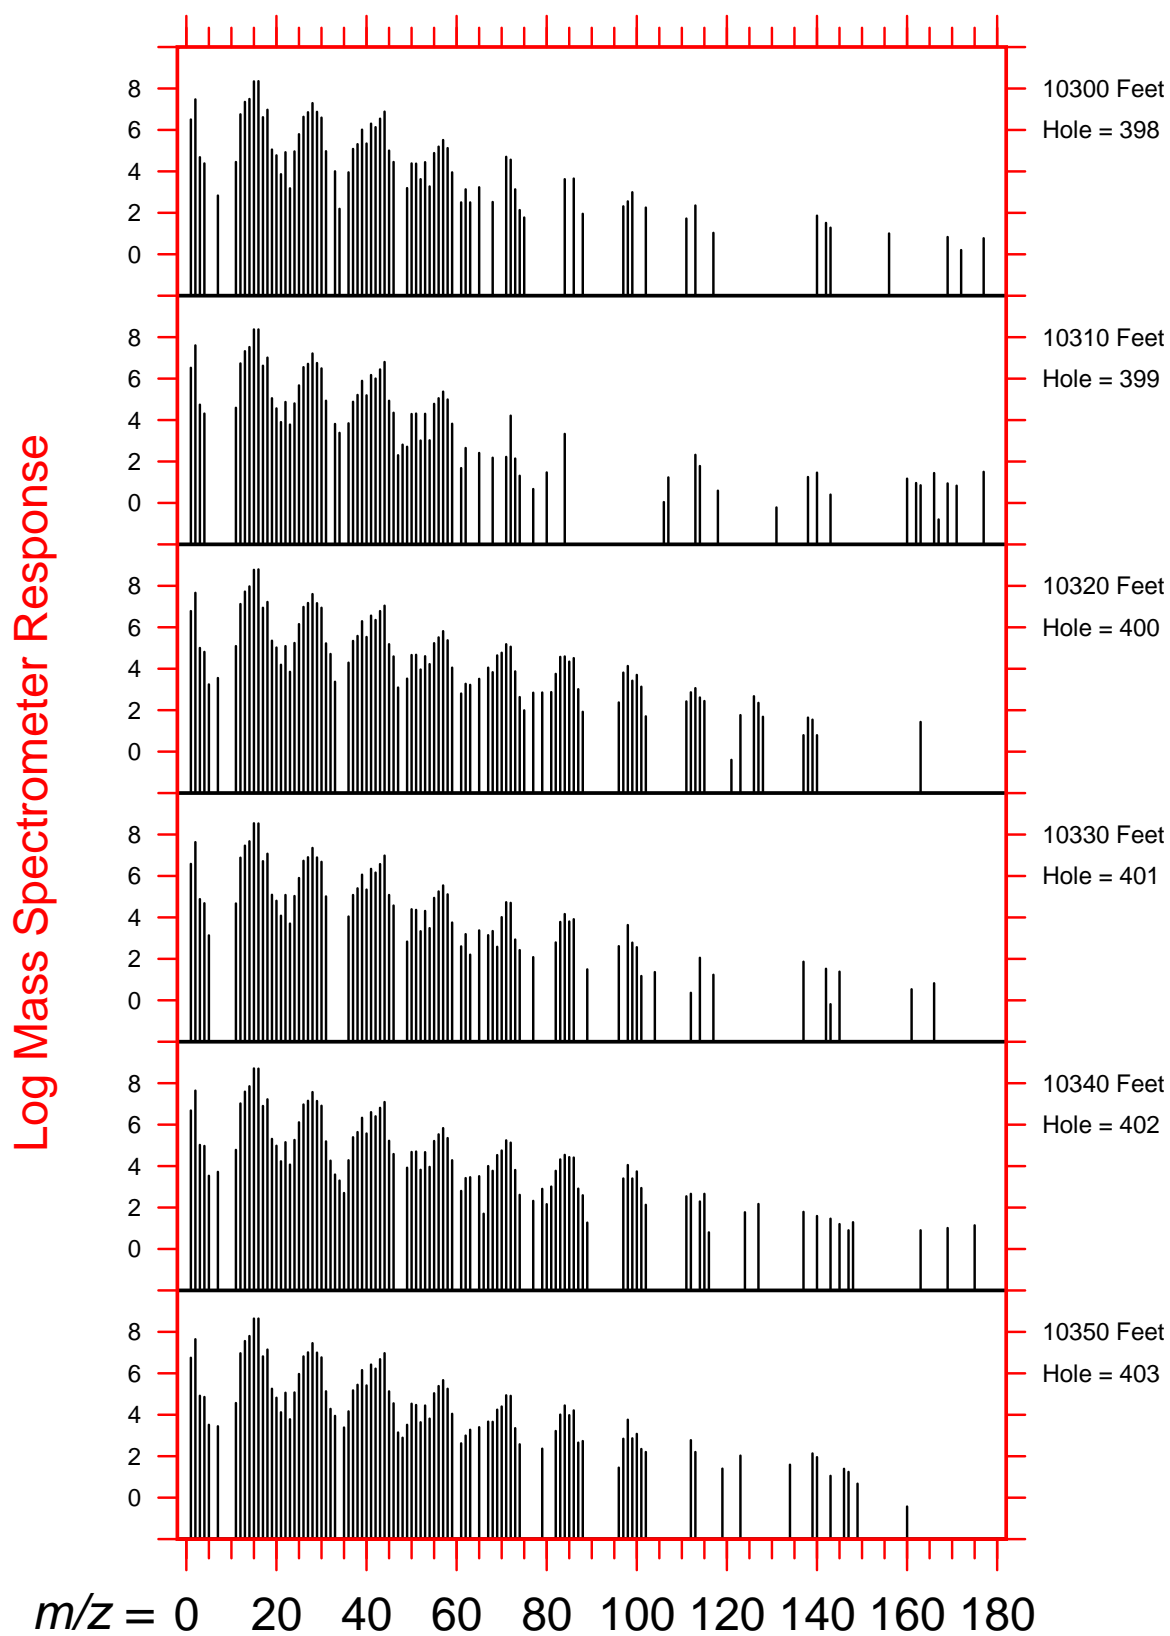 8
6
4
2
0
10300 Feet
Hole = 398
8
6
4
2
0
10310 Feet
Hole = 399
8
6
4
2
0
10320 Feet
Hole = 400
8
6
4
2
0
10330 Feet
Hole = 401
8
6
4
2
0
10340 Feet
Hole = 402
8
6
4
2
0
10350 Feet
Hole = 403
Log Mass Spectrometer Response
m/z = 0 20 40 60 80 100 120 140 160 180